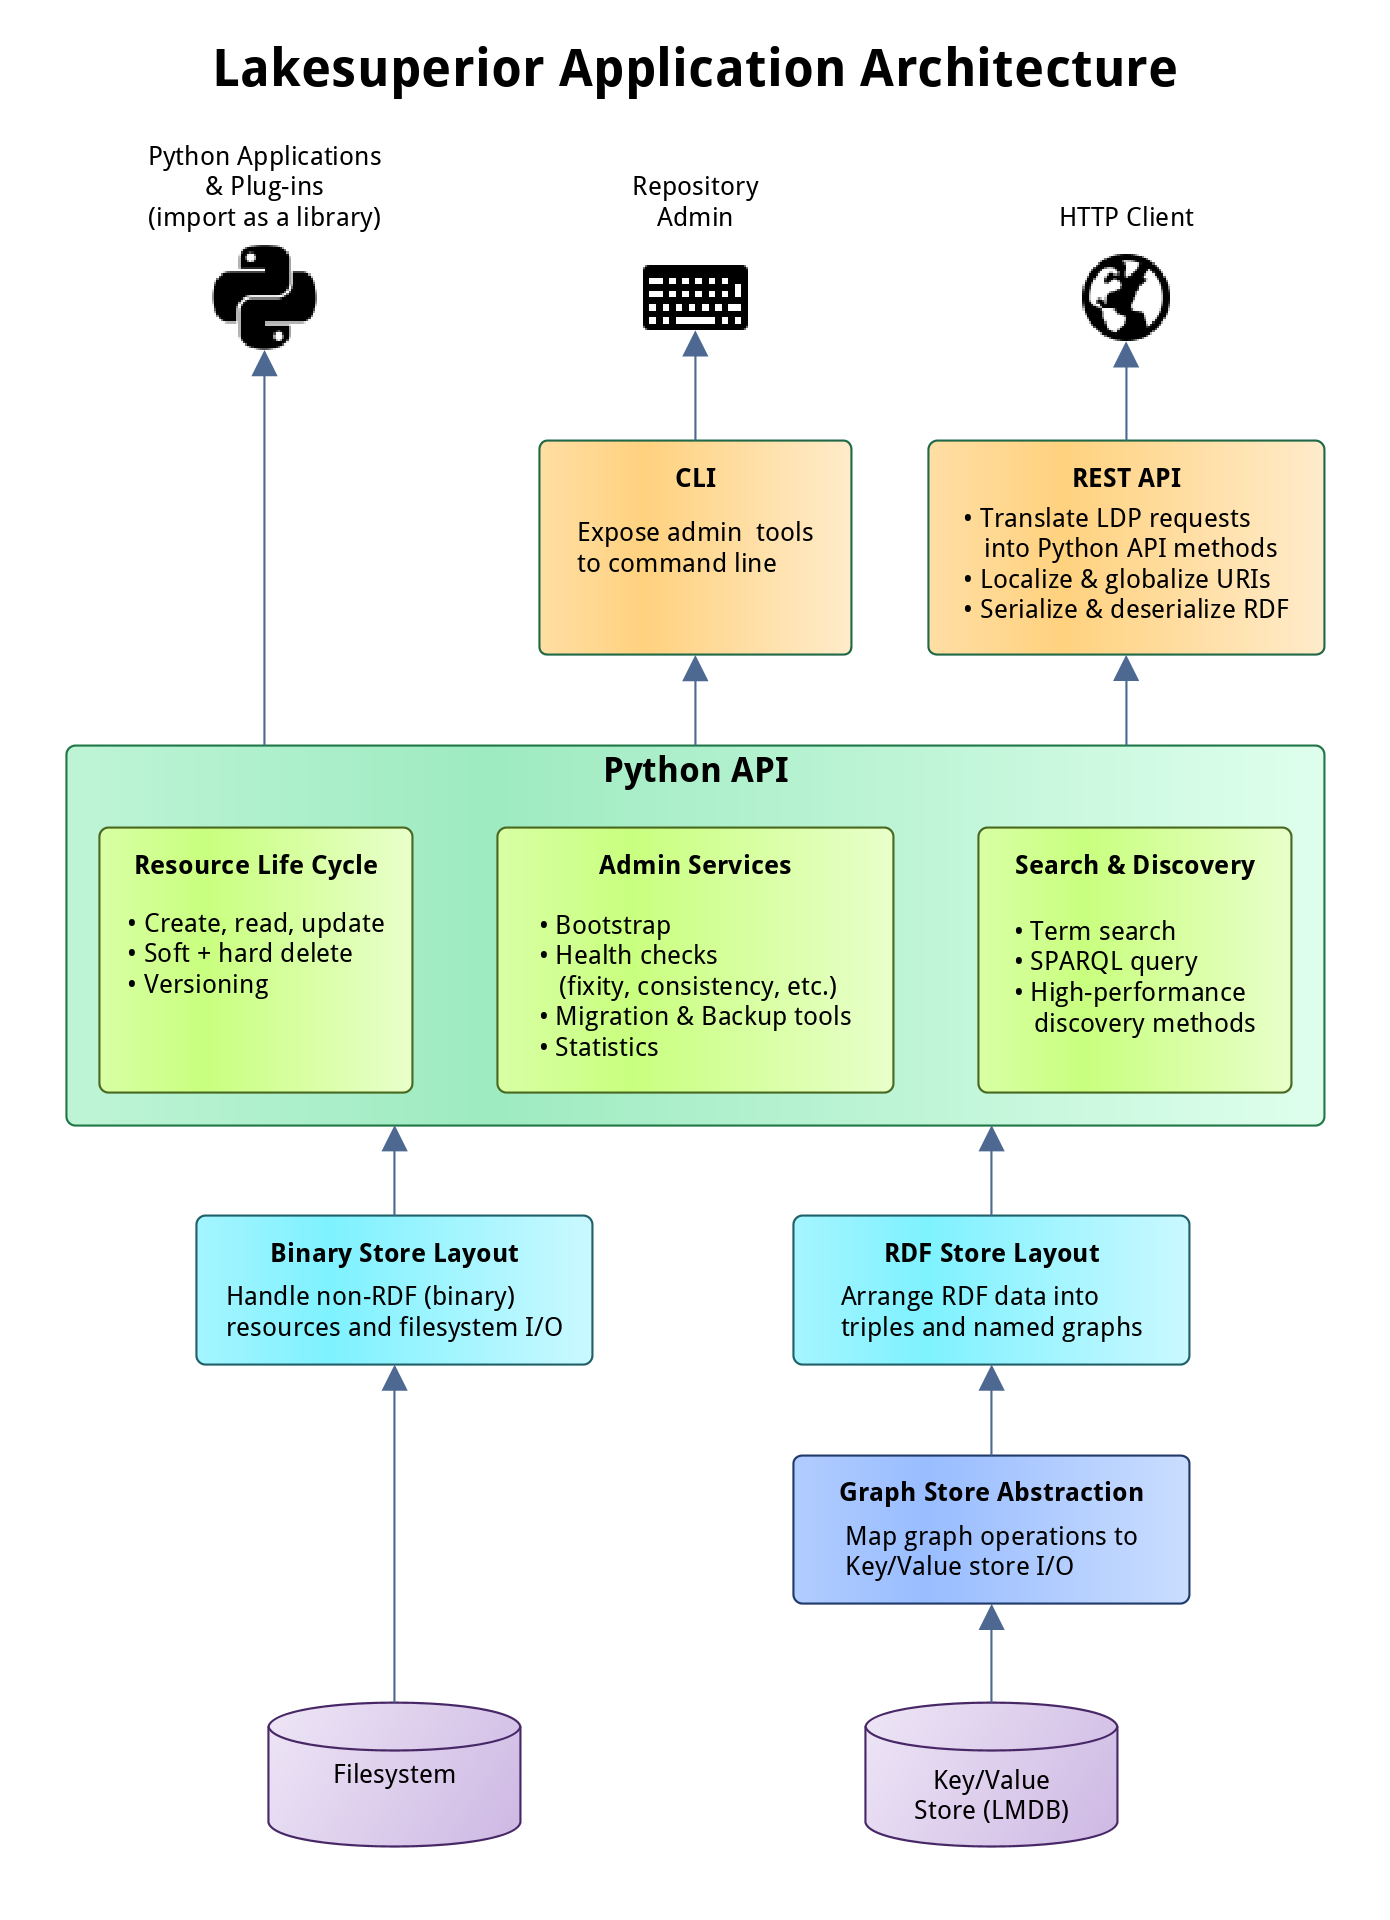 Lakesuperior Application Architecture
Python Applications
& Plug-ins
(import as a library)
Repository
Admin
HTTP Client
CLI
Expose admin  tools
to command line
REST API
• Translate LDP requests
into Python API methods
• Localize & globalize URIs
• Serialize & deserialize RDF
Python API
Resource Life Cycle
• Create, read, update
• Soft + hard delete
• Versioning
Admin Services
• Bootstrap
• Health checks
(fixity, consistency, etc.)
• Migration & Backup tools
• Statistics
Search & Discovery
• Term search
• SPARQL query
• High-performance
discovery methods
Binary Store Layout
Handle non-RDF (binary)
resources and filesystem I/O
RDF Store Layout
Arrange RDF data into
triples and named graphs
Graph Store Abstraction
Map graph operations to
Key/Value store I/O
Filesystem
Key/Value
Store (LMDB)